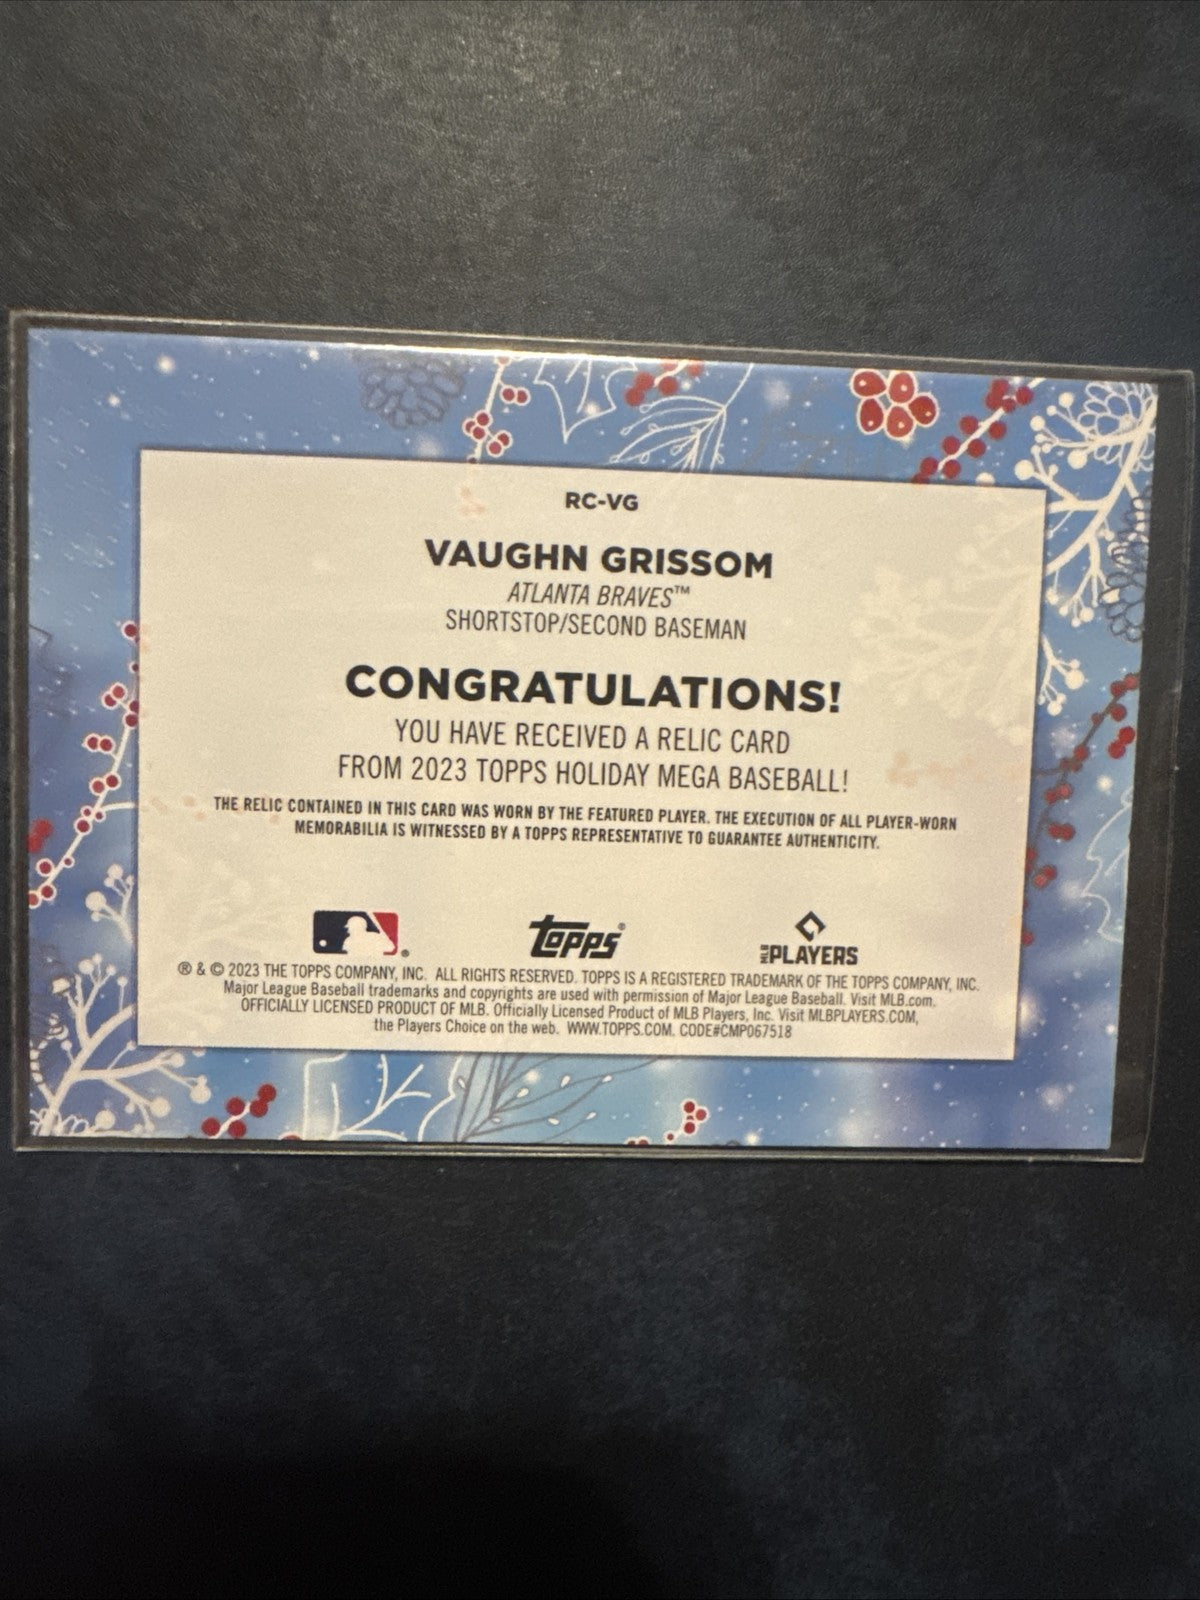 RC-VG
VAUGHN GRISSOM
ATLANTA BRAVES™
SHORTSTOP/SECOND BASEMAN
CONGRATULATIONS!
YOU HAVE RECEIVED A RELIC CARD
FROM 2023 TOPPS HOLIDAY MEGA BASEBALL!
THE RELIC CONTAINED IN THIS CARD WAS WORN BY THE FEATURED PLAYER. THE EXECUTION OF ALL PLAYER-WORN
MEMORABILIA IS WITNESSED BY A TOPPS REPRESENTATIVE TO GUARANTEE AUTHENTICITY.
® topps® MLB PLAYERS
® & © 2023 THE TOPPS COMPANY, INC. ALL RIGHTS RESERVED. TOPPS IS A REGISTERED TRADEMARK OF THE TOPPS COMPANY, INC.
Major League Baseball trademarks and copyrights are used with permission of Major League Baseball. Visit MLB.com.
OFFICIALLY LICENSED PRODUCT OF MLB. Officially Licensed Product of MLB Players, Inc. Visit MLBPLAYERS.COM,
the Players Choice on the web. WWW.TOPPS.COM. CODE#CMP067518